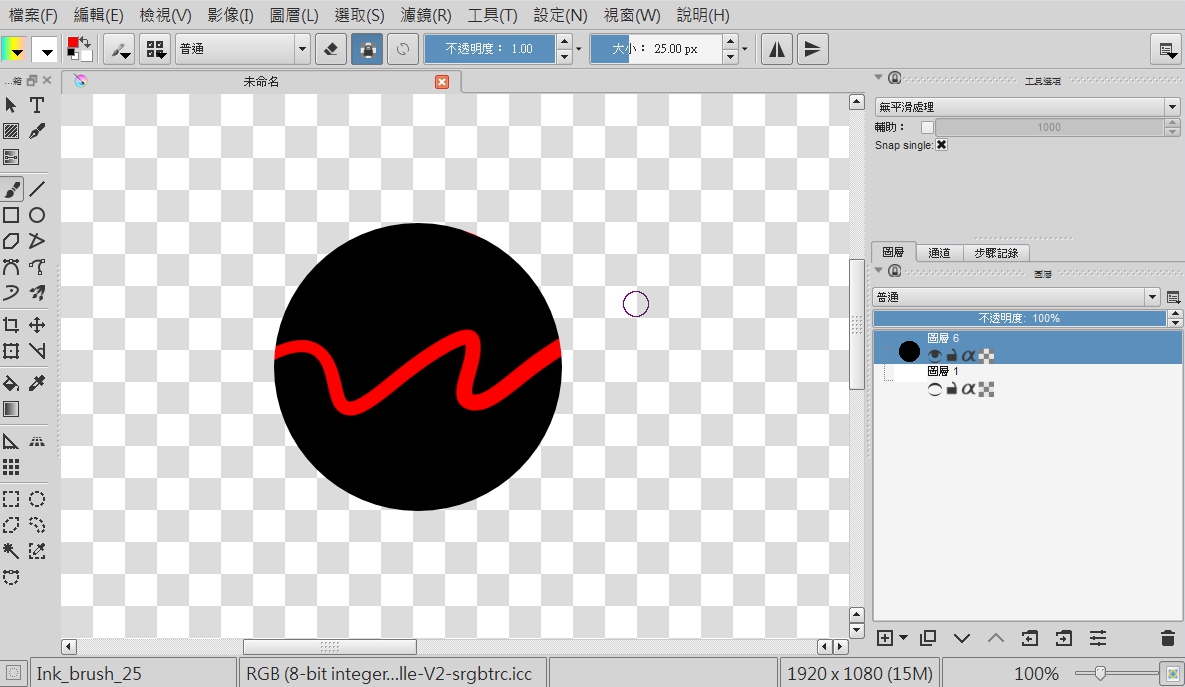 檔案(F) 編輯(E) 檢視(V) 影像(I) 圖層(L) 選取(S) 濾鏡(R) 工具(T) 設定(N) 視窗(W) 說明(H)
普通 不透明度： 1.00 大小： 25.00 px
...箱 未命名
工具選項
無平滑處理
輔助： 1000
Snap single:
圖層 通道 步驟記錄
圖層
普通
不透明度: 100%
圖層 6
圖層 1
Ink_brush_25 RGB (8-bit integer...lle-V2-srgbtrc.icc 1920 x 1080 (15M) 100%